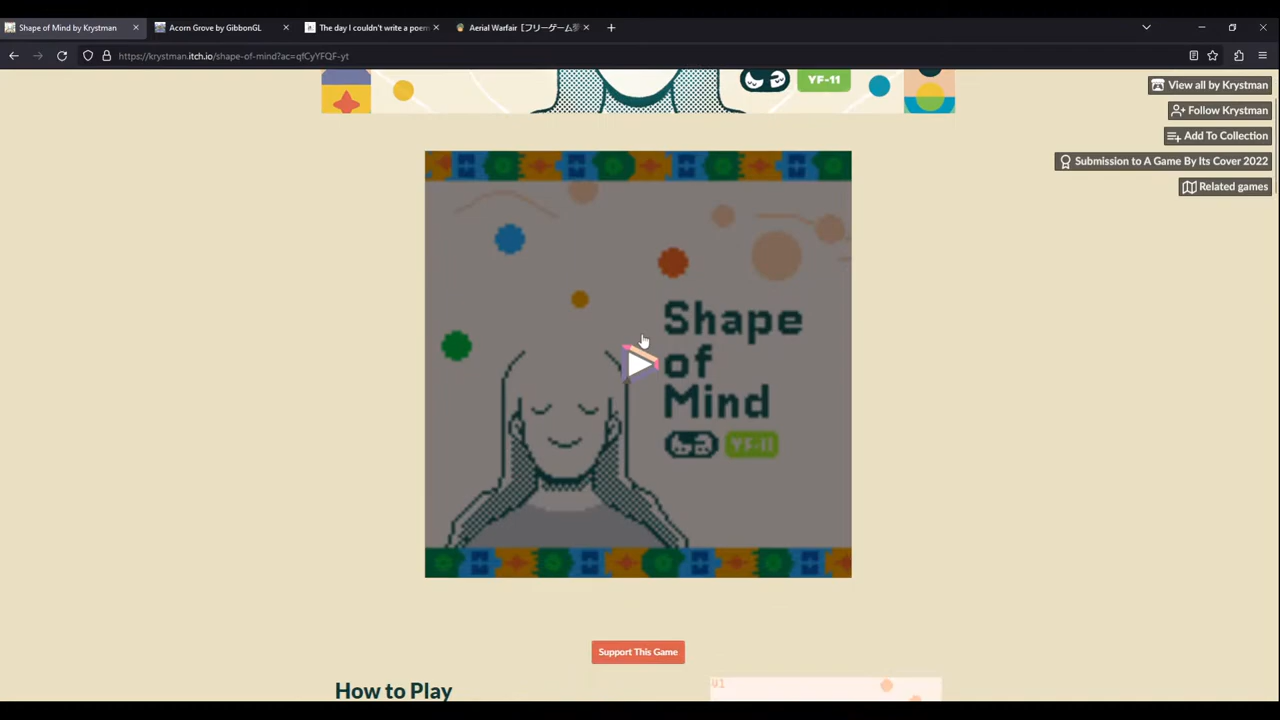 Shape of Mind by Krystman
Acorn Grove by GibbonGL
The day I couldn't write a poem
Aerial Warfair [フリーゲーム
https://krystman.itch.io/shape-of-mind?ac=qfCyYFQF-yt
View all by Krystman
Follow Krystman
Add To Collection
Submission to A Game By Its Cover 2022
Related games
YF-11
Shape
of
Mind
YF-11
Support This Game
How to Play